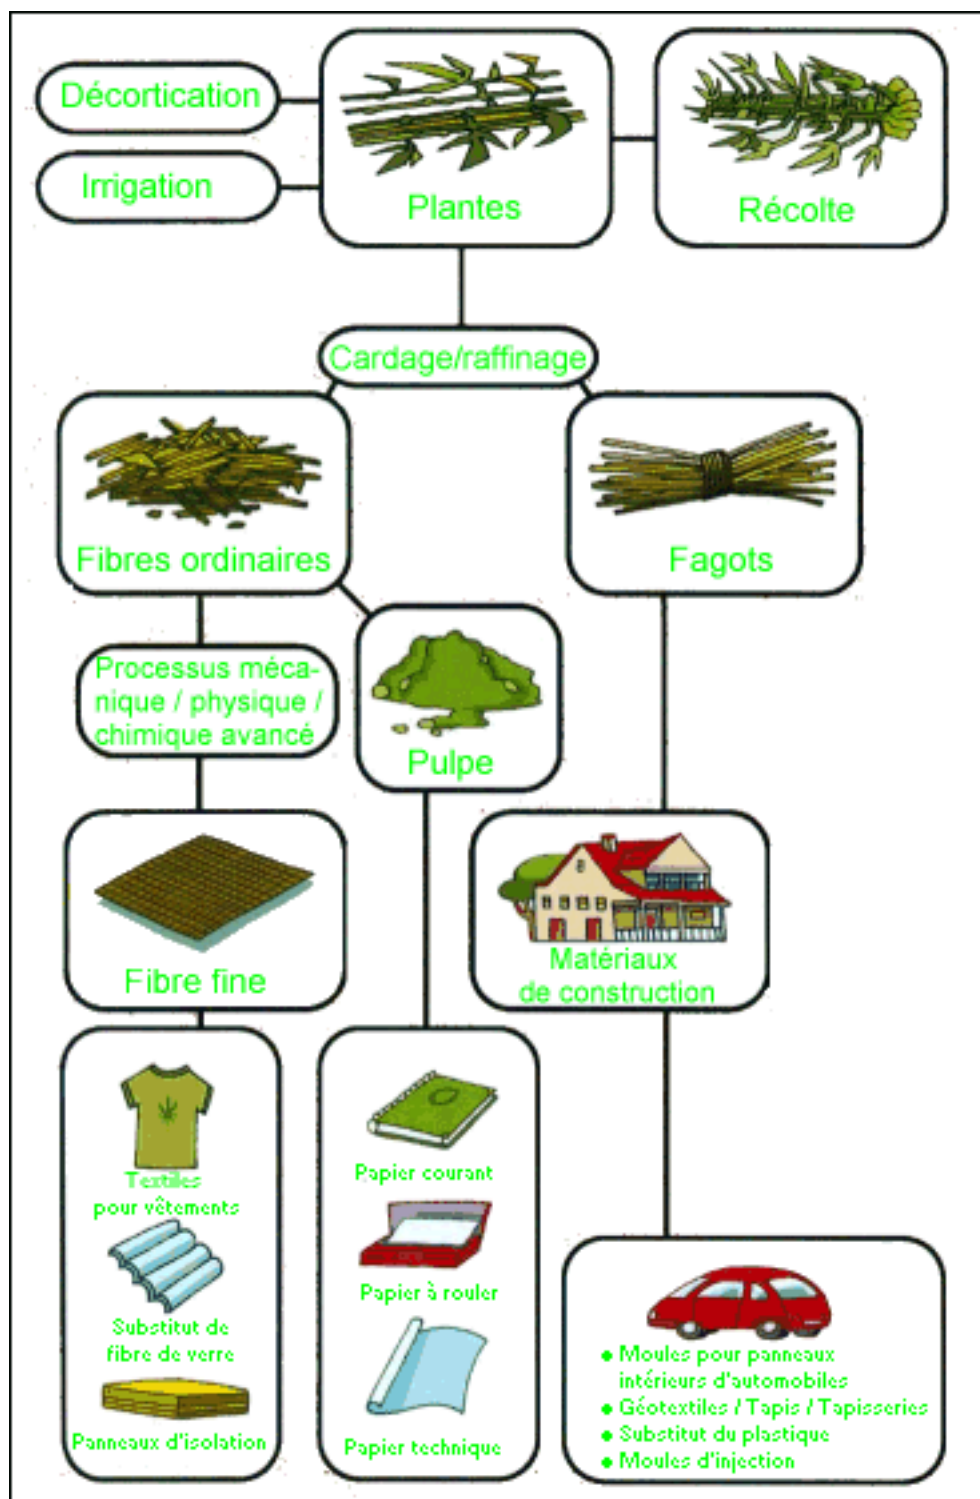 Décortication
Irrigation
Plantes
Récolte
Cardage/raffinage
Fibres ordinaires
Fagots
Processus méca-
nique / physique /
chimique avancé
Pulpe
Fibre fine
Matériaux
de construction
Textiles
pour vêtements
Substitut de
fibre de verre
Panneaux d'isolation
Papier courant
Papier à rouler
Papier technique
● Moules pour panneaux
intérieurs d'automobiles
● Géotextiles / Tapis / Tapisseries
● Substitut du plastique
● Moules d'injection